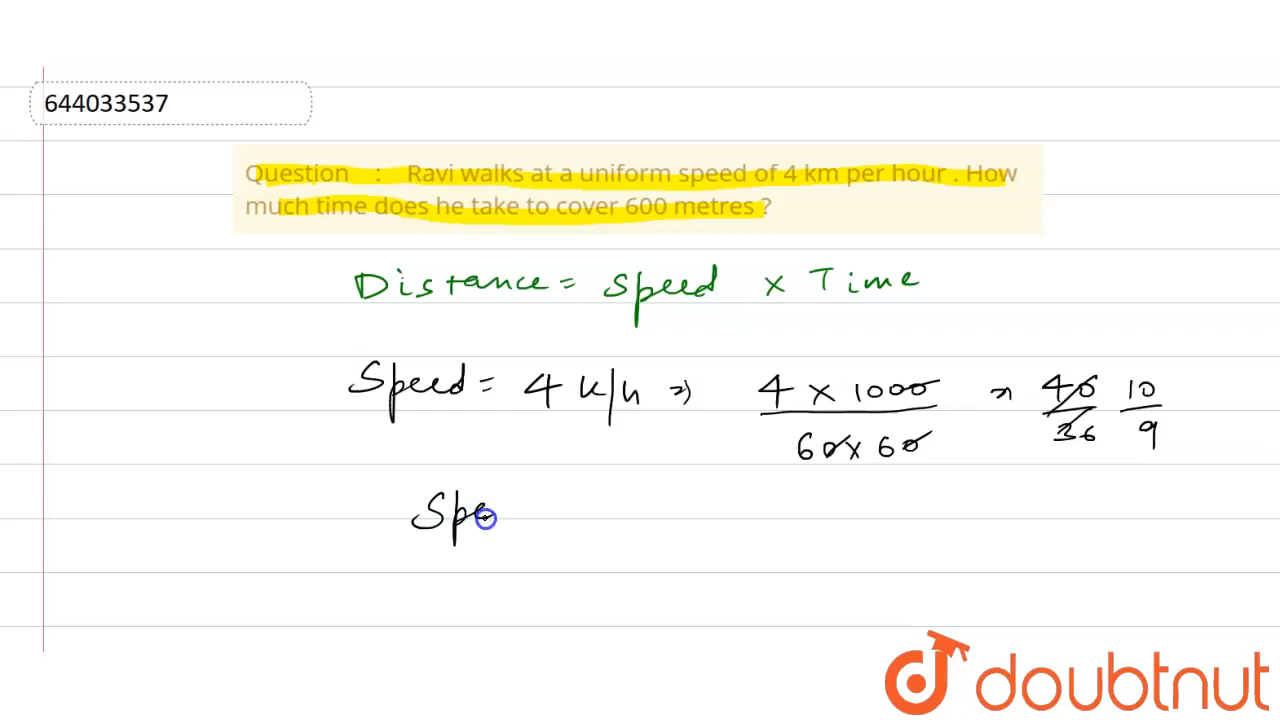 644033537
Question : Ravi walks at a uniform speed of 4 km per hour . How
much time does he take to cover 600 metres ?
Distance = Speed × Time
Speed = 4 k/h ⇒ 4 × 1000 / 60 × 60 ⇒ 40 / 36 10 / 9
Spe
doubtnut